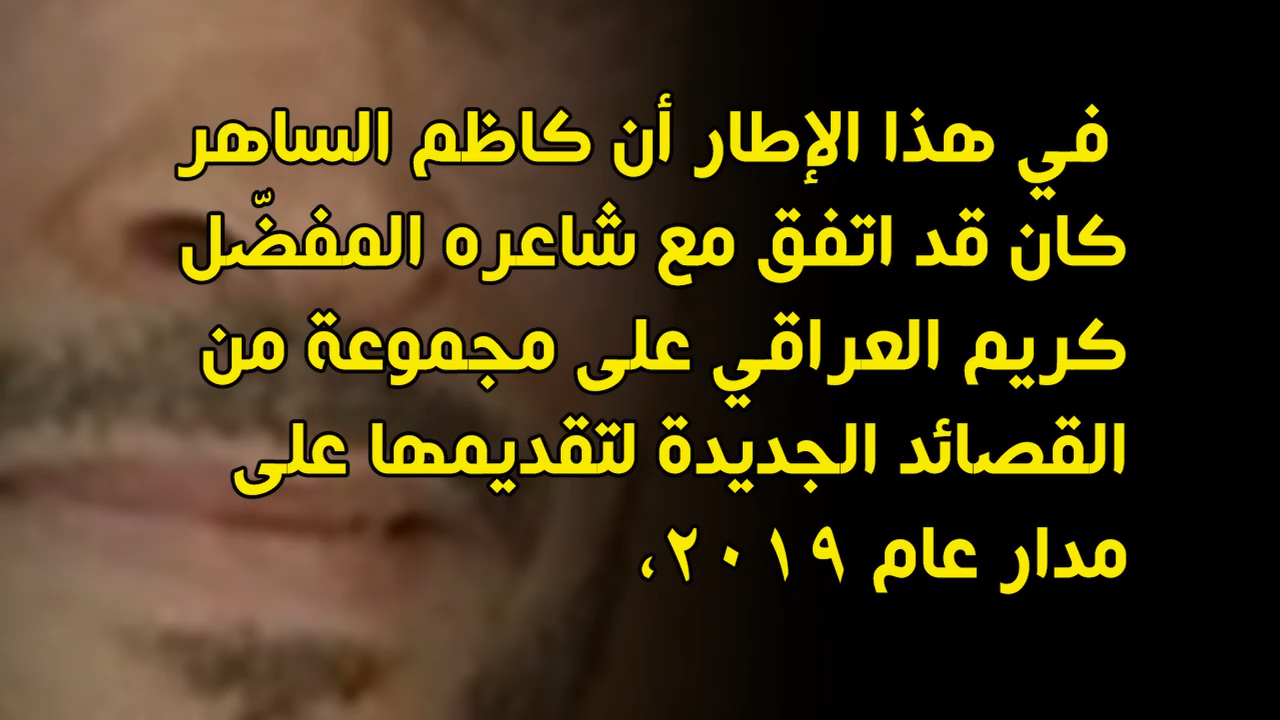 في هذا الإطار أن كاظم الساهر
كان قد اتفق مع شاعره المفضّل
كريم العراقي على مجموعة من
القصائد الجديدة لتقديمها على
مدار عام ٢٠١٩،